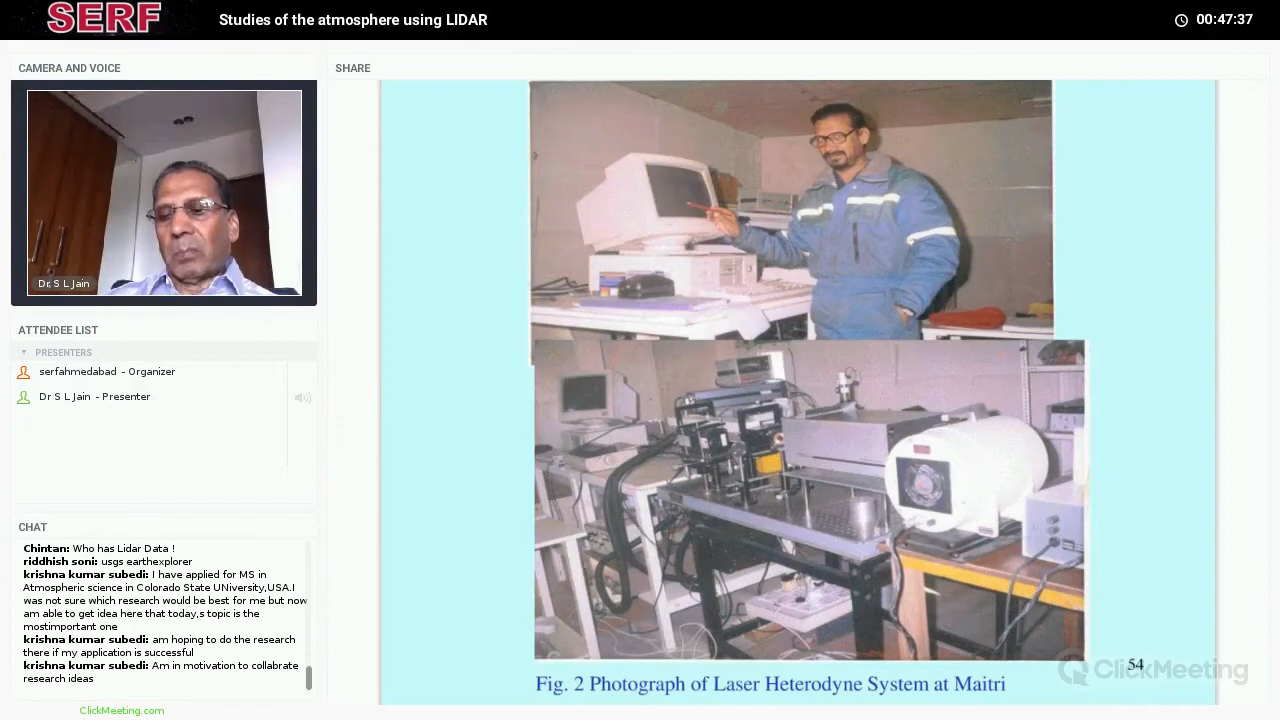 SERF
Studies of the atmosphere using LIDAR
00:47:37
CAMERA AND VOICE
Dr. S L Jain
ATTENDEE LIST
PRESENTERS
serfahmedabad - Organizer
Dr S L Jain - Presenter
CHAT
Chintan: Who has Lidar Data !
riddhish soni: usgs earthexplorer
krishna kumar subedi: I have applied for MS in
Atmospheric science in Colorado State UNiversity,USA.I
was not sure which research would be best for me but now
am able to get idea here that today,s topic is the
mostimportant one
krishna kumar subedi: am hoping to do the research
there if my application is successful
krishna kumar subedi: Am in motivation to collabrate
research ideas
ClickMeeting.com
SHARE
54
ClickMeeting
Fig. 2 Photograph of Laser Heterodyne System at Maitri